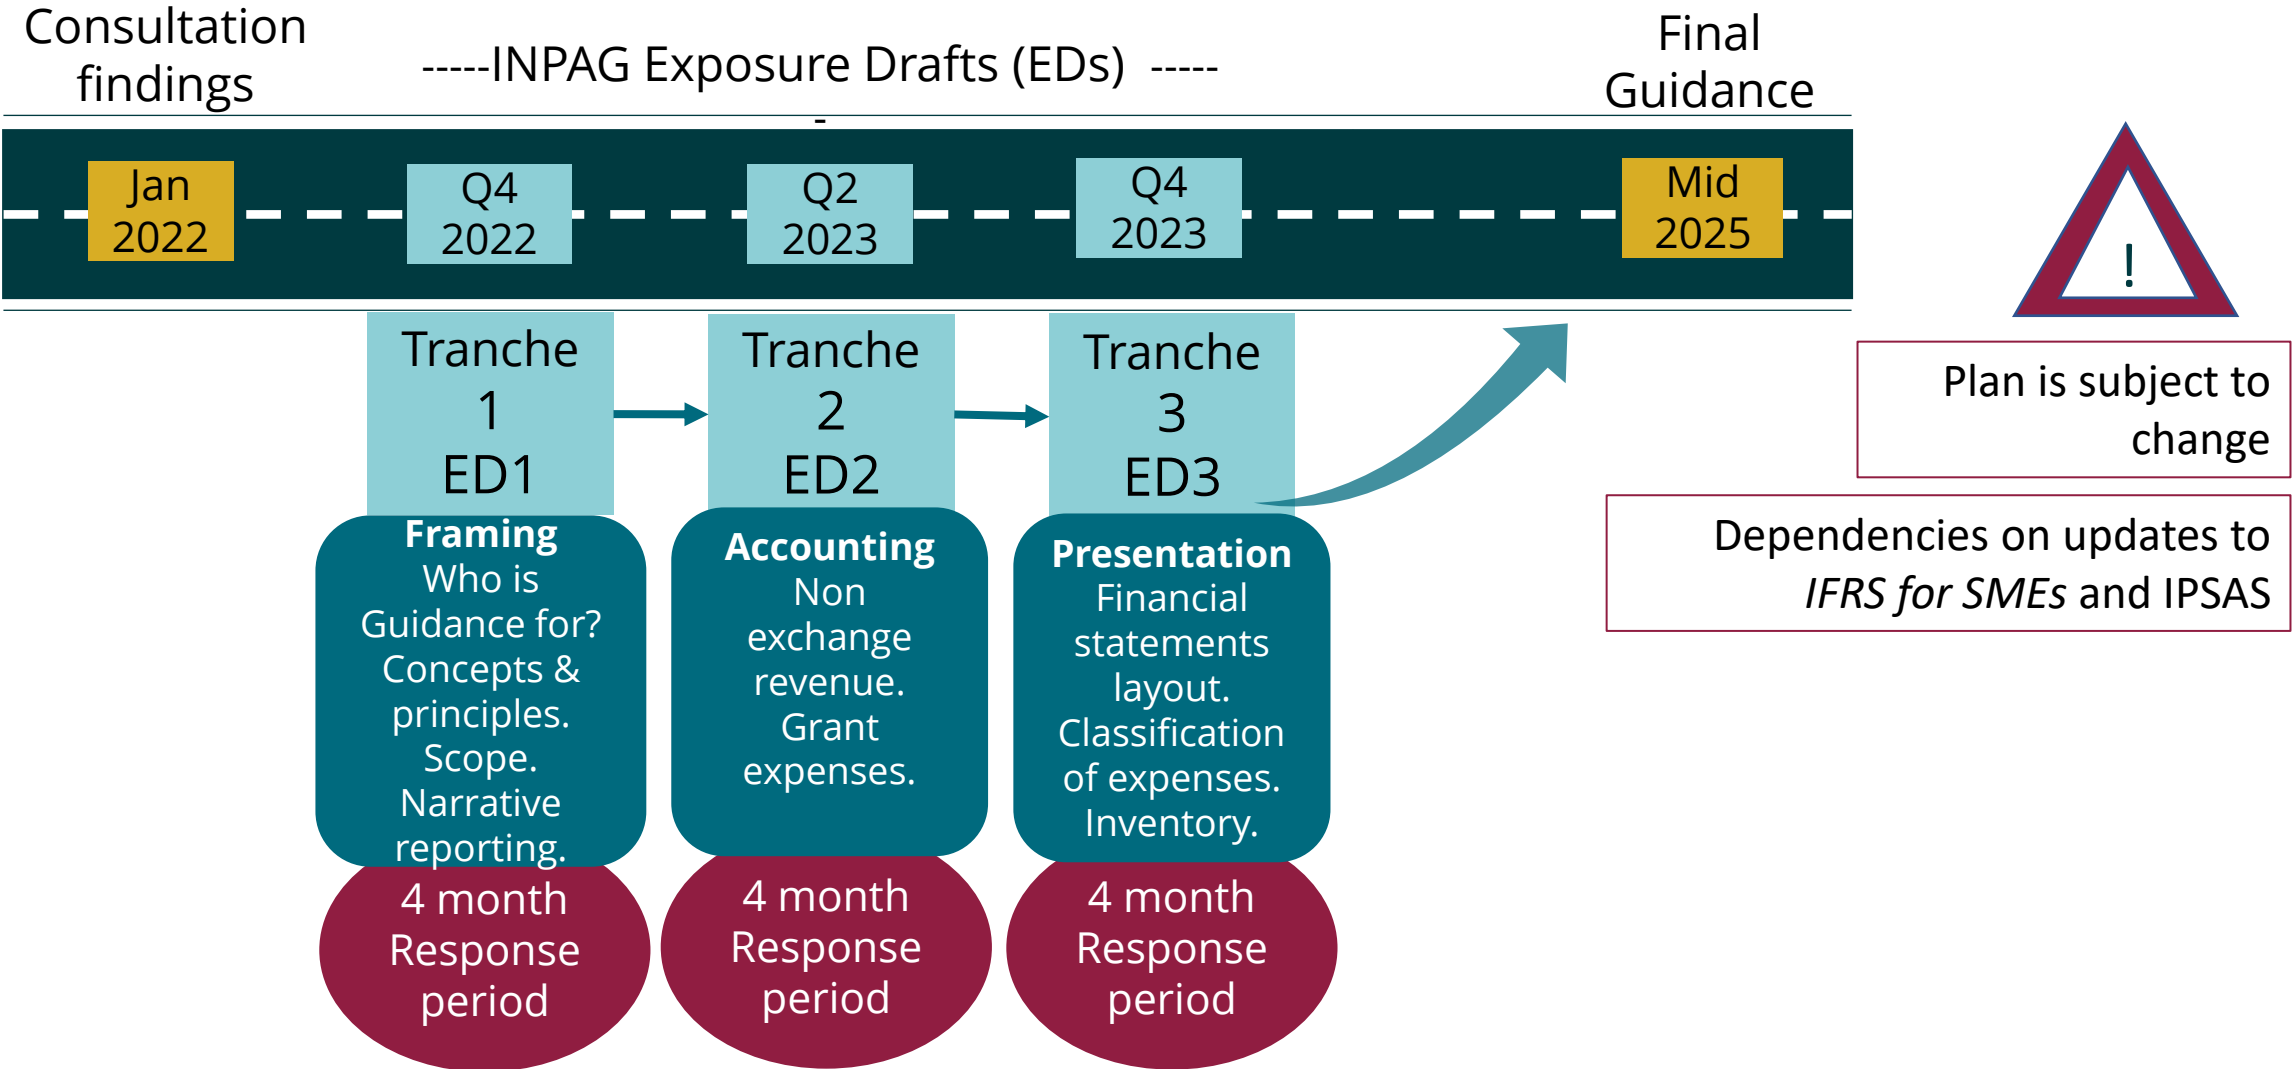 Consultation
findings
-----INPAG Exposure Drafts (EDs) -----
-
Final
Guidance
Jan
2022
Q4
2022
Q2
2023
Q4
2023
Mid
2025
!
Tranche
1
ED1
Tranche
2
ED2
Tranche
3
ED3
Plan is subject to
change
Dependencies on updates to
IFRS for SMEs and IPSAS
Framing
Who is
Guidance for?
Concepts &
principles.
Scope.
Narrative
reporting.
Accounting
Non
exchange
revenue.
Grant
expenses.
Presentation
Financial
statements
layout.
Classification
of expenses.
Inventory.
4 month
Response
period
4 month
Response
period
4 month
Response
period